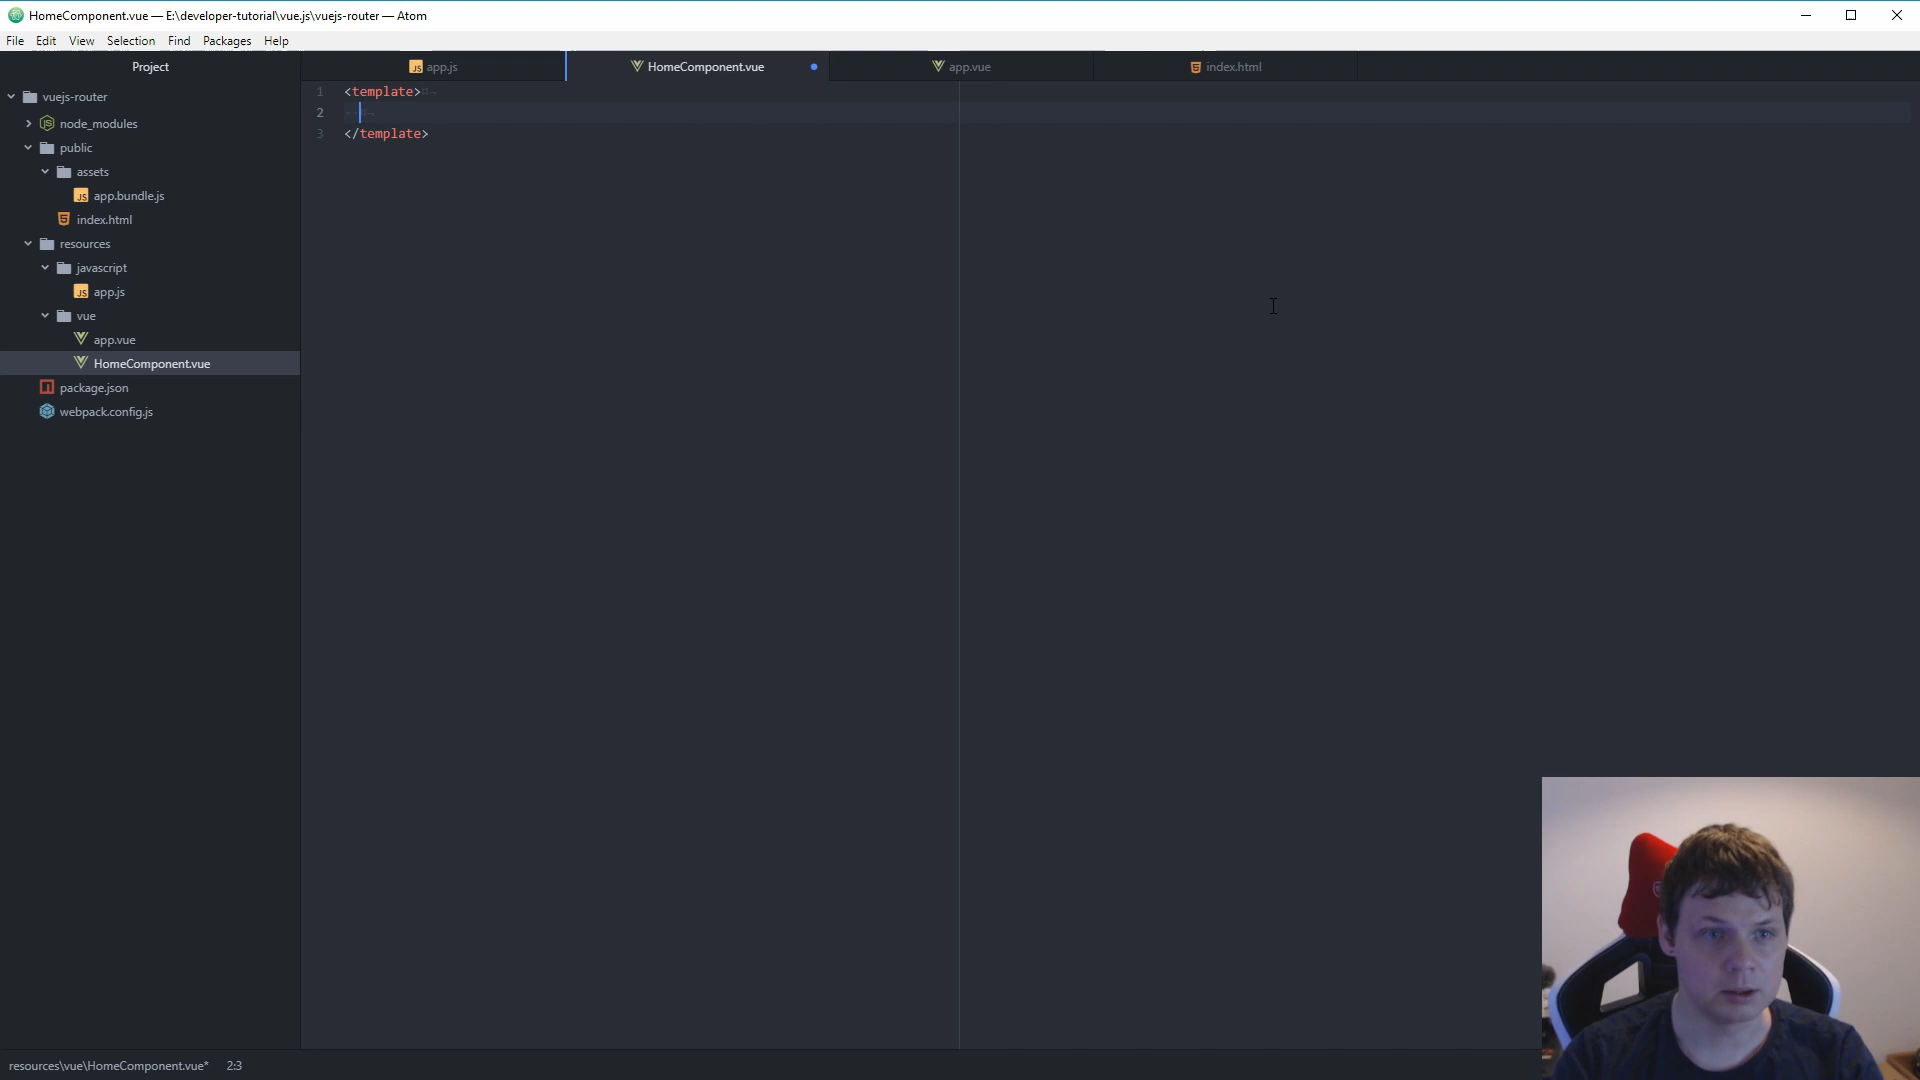 HomeComponent.vue — E:\developer-tutorial\vue.js\vuejs-router — Atom
File Edit View Selection Find Packages Help
Project
app.js
HomeComponent.vue
app.vue
index.html
vuejs-router
node_modules
public
assets
app.bundle.js
index.html
resources
javascript
app.js
vue
app.vue
HomeComponent.vue
package.json
webpack.config.js
1 <template>
2
3 </template>
resources\vue\HomeComponent.vue* 2:3